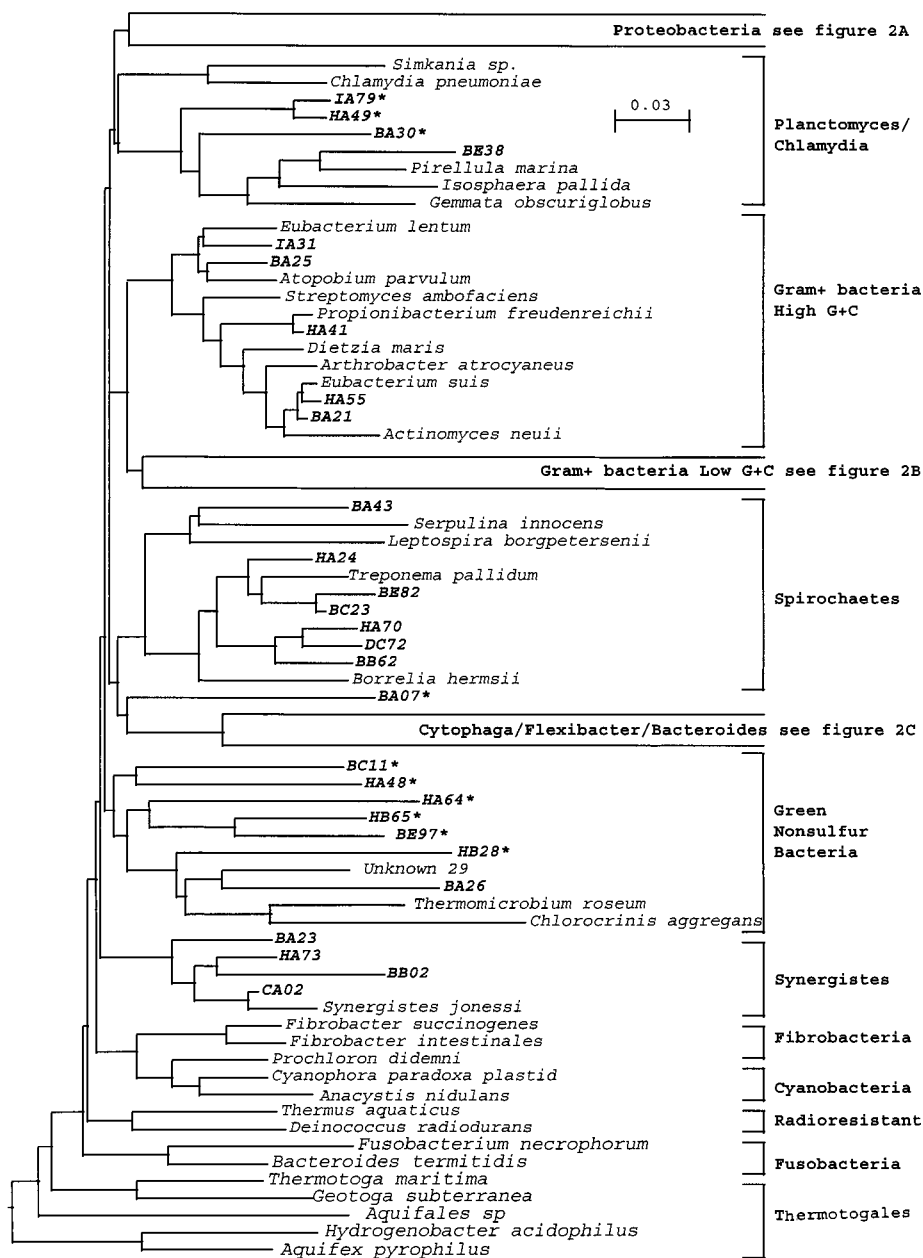 Proteobacteria see figure 2A
Simkania sp.
Chlamydia pneumoniae
IA79*
HA49*
BA30*
BE38
Pirellula marina
Isosphaera pallida
Gemmata obscuriglobus
0.03
Planctomyces/
Chlamydia
Eubacterium lentum
IA31
BA25
Atopobium parvulum
Streptomyces ambofaciens
Propionibacterium freudenreichii
HA41
Dietzia maris
Arthrobacter atrocyaneus
Eubacterium suis
HA55
BA21
Actinomyces neuii
Gram+ bacteria
High G+C
Gram+ bacteria Low G+C see figure 2B
BA43
Serpulina innocens
Leptospira borgpetersenii
HA24
Treponema pallidum
BE82
BC23
HA70
DC72
BB62
Borrelia hermsii
Spirochaetes
BA07*
Cytophaga/Flexibacter/Bacteroides see figure 2C
BC11*
HA48*
HA64*
HB65*
BE97*
HB28*
Unknown 29
BA26
Thermomicrobium roseum
Chlorocrinis aggregans
Green
Nonsulfur
Bacteria
BA23
HA73
BB02
CA02
Synergistes jonessi
Synergistes
Fibrobacter succinogenes
Fibrobacter intestinales
Fibrobacteria
Prochloron didemni
Cyanophora paradoxa plastid
Anacystis nidulans
Cyanobacteria
Thermus aquaticus
Deinococcus radiodurans
Radioresistant
Fusobacterium necrophorum
Bacteroides termitidis
Fusobacteria
Thermotoga maritima
Geotoga subterranea
Aquifales sp
Hydrogenobacter acidophilus
Aquifex pyrophilus
Thermotogales